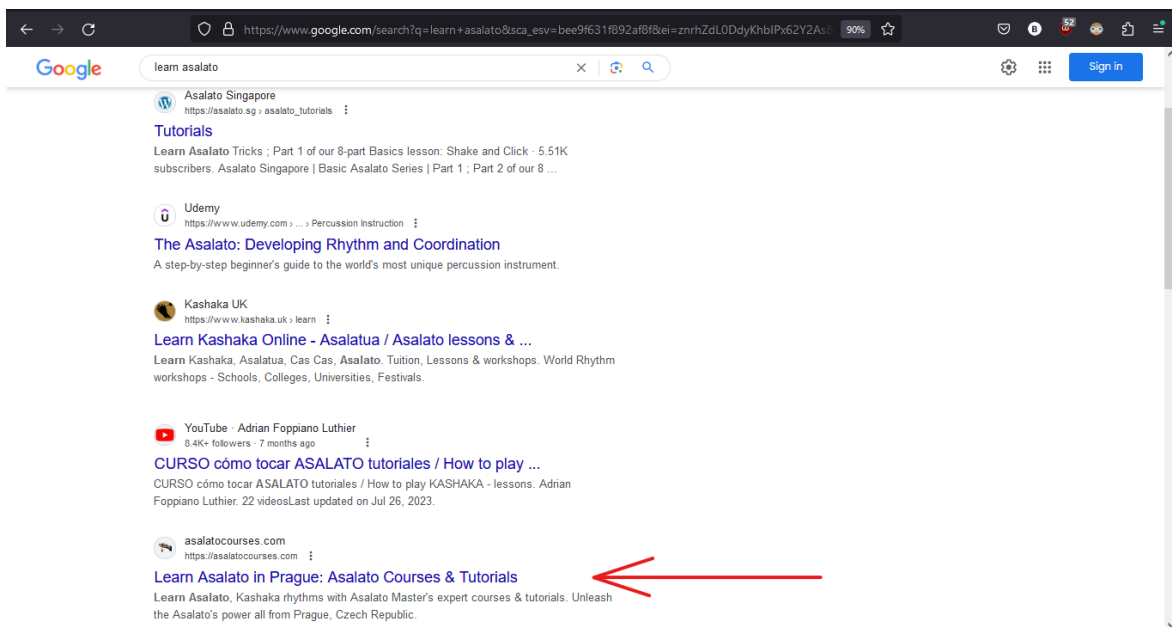 https://www.google.com/search?q=learn+asalato&sca_esv=bee9f631f892af8f&ei=znrhZdL0DdyKhbIPx62Y2As8
90%
52
Google
learn asalato
Sign in
Asalato Singapore
https://asalato.sg › asalato_tutorials
Tutorials
Learn Asalato Tricks ; Part 1 of our 8-part Basics lesson: Shake and Click · 5.51K
subscribers. Asalato Singapore | Basic Asalato Series | Part 1 ; Part 2 of our 8 ...
Udemy
https://www.udemy.com › ... › Percussion Instruction
The Asalato: Developing Rhythm and Coordination
A step-by-step beginner's guide to the world's most unique percussion instrument.
Kashaka UK
https://www.kashaka.uk › learn
Learn Kashaka Online - Asalatua / Asalato lessons & ...
Learn Kashaka, Asalatua, Cas Cas, Asalato. Tuition, Lessons & workshops. World Rhythm
workshops - Schools, Colleges, Universities, Festivals.
YouTube · Adrian Foppiano Luthier
8.4K+ followers · 7 months ago
CURSO cómo tocar ASALATO tutoriales / How to play ...
CURSO cómo tocar ASALATO tutoriales / How to play KASHAKA - lessons. Adrian
Foppiano Luthier. 22 videosLast updated on Jul 26, 2023.
asalatocourses.com
https://asalatocourses.com
Learn Asalato in Prague: Asalato Courses & Tutorials
Learn Asalato, Kashaka rhythms with Asalato Master's expert courses & tutorials. Unleash
the Asalato's power all from Prague, Czech Republic.